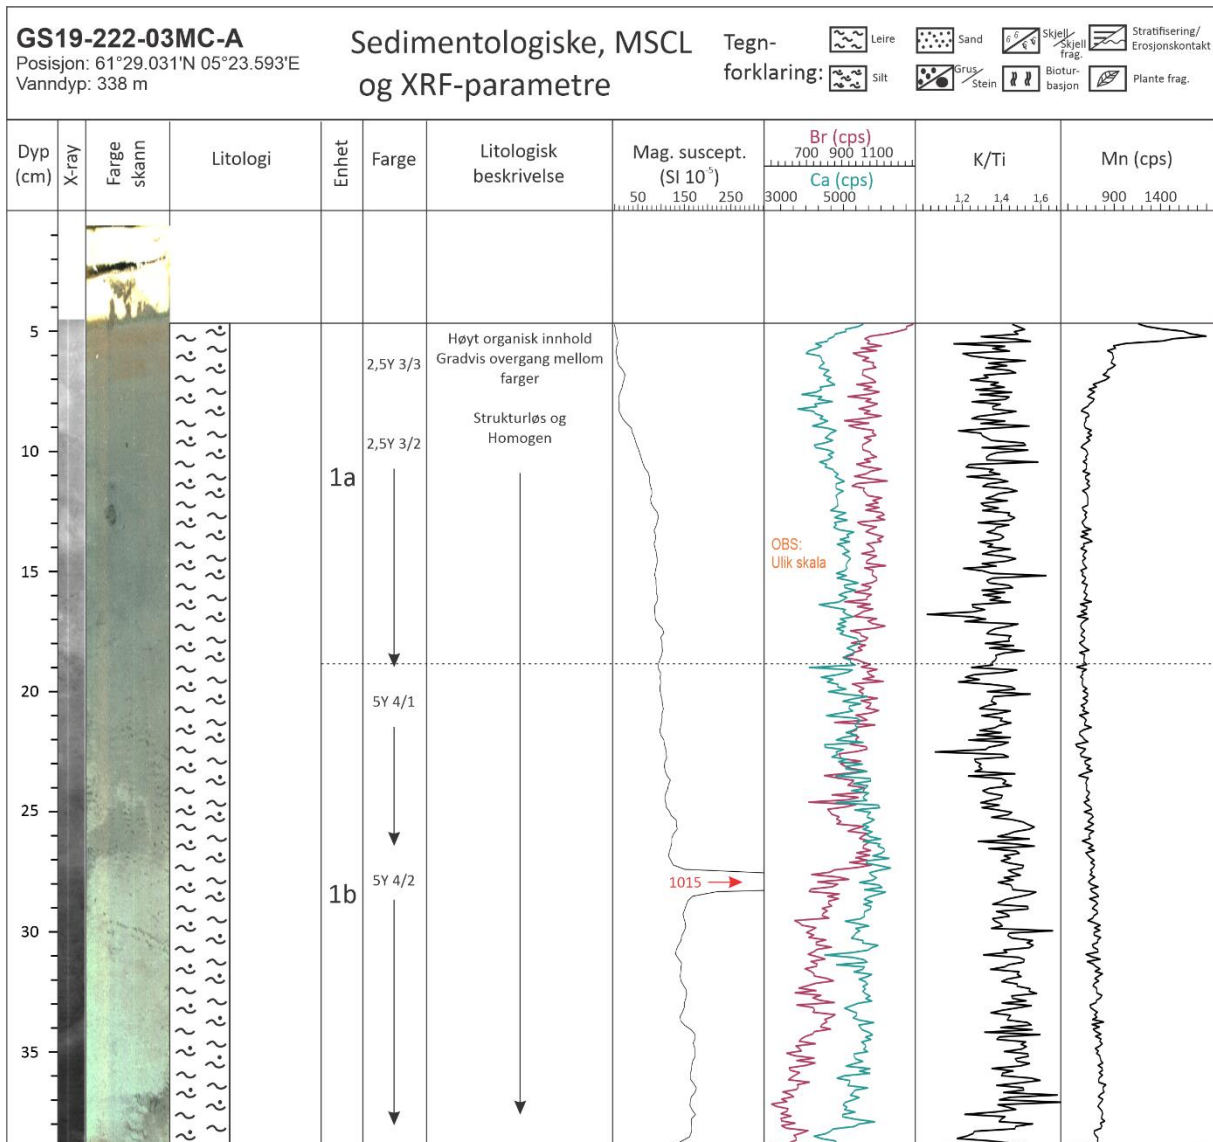 GS19-222-03MC-A
Posisjon: 61°29.031'N 05°23.593'E
Vanndyp: 338 m
Sedimentologiske, MSCL
og XRF-parametre
Tegn-
forklaring:
Leire
Sand
Skjell/Skjell
frag.
Stratifisering/
Erosjonskontakt
Silt
Grus/Stein
Biotur-
basjon
Plante frag.
Dyp
(cm)
X-ray
Farge
skann
Litologi
Enhet
Farge
Litologisk
beskrivelse
Mag. suscept.
(SI 10⁻⁵)
50 150 250
Br (cps)
700 900 1100
Ca (cps)
3000 5000
K/Ti
1,2 1,4 1,6
Mn (cps)
900 1400
5
10
15
20
25
30
35
1a
1b
2,5Y 3/3
2,5Y 3/2
5Y 4/1
5Y 4/2
Høyt organisk innhold
Gradvis overgang mellom
farger
Strukturløs og
Homogen
1015
OBS:
Ulik skala